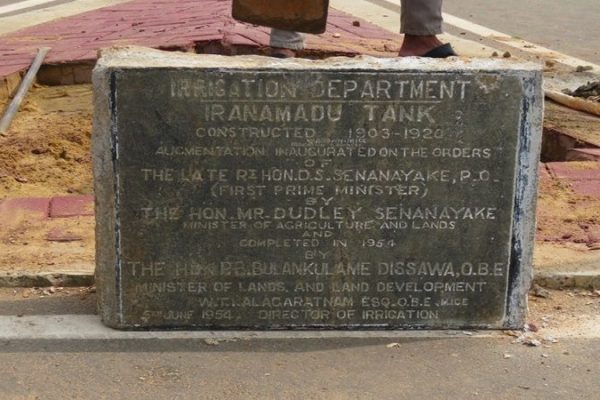 IRRIGATION DEPARTMENT
IRANAMADU TANK
CONSTRUCTED 1903-1920
AUGMENTATION INAUGURATED ON THE ORDERS
OF
THE LATE RT HON. D.S. SENANAYAKE, P.C.
(FIRST PRIME MINISTER)
BY
THE HON. MR. DUDLEY SENANAYAKE
MINISTER OF AGRICULTURE AND LANDS
AND
COMPLETED IN 1954
BY
THE HON. P.B. BULANKULAME DISSAWA, O.B.E
MINISTER OF LANDS AND LAND DEVELOPMENT
ALAGARATNAM ESQ. O.B.E. MICE
5TH JUNE 1954. DIRECTOR OF IRRIGATION